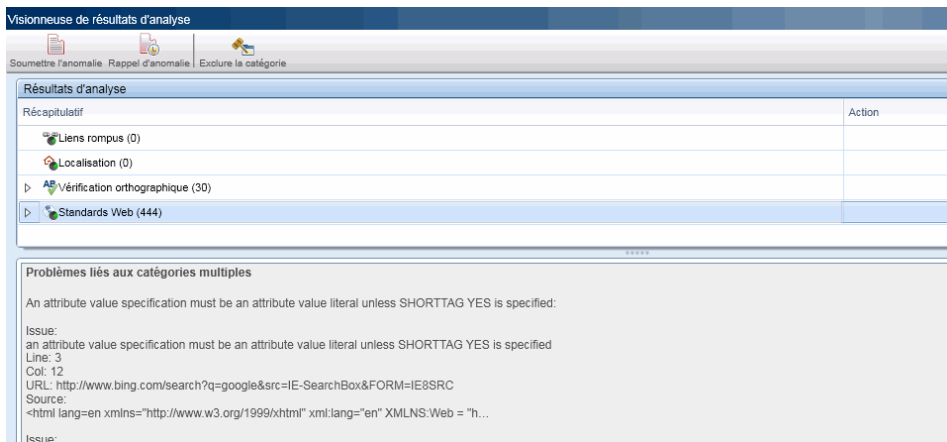 Visionneuse de résultats d'analyse
Soumettre l'anomalie Rappel d'anomalie Exclure la catégorie
Résultats d'analyse
Récapitulatif Action
Liens rompus (0)
Localisation (0)
Vérification orthographique (30)
Standards Web (444)
Problèmes liés aux catégories multiples
An attribute value specification must be an attribute value literal unless SHORTTAG YES is specified:
Issue:
an attribute value specification must be an attribute value literal unless SHORTTAG YES is specified
Line: 3
Col: 12
URL: http://www.bing.com/search?q=google&src=IE-SearchBox&FORM=IE8SRC
Source:
<html lang=en xmlns="http://www.w3.org/1999/xhtml" xml:lang="en" XMLNS:Web = "h...
Issue: